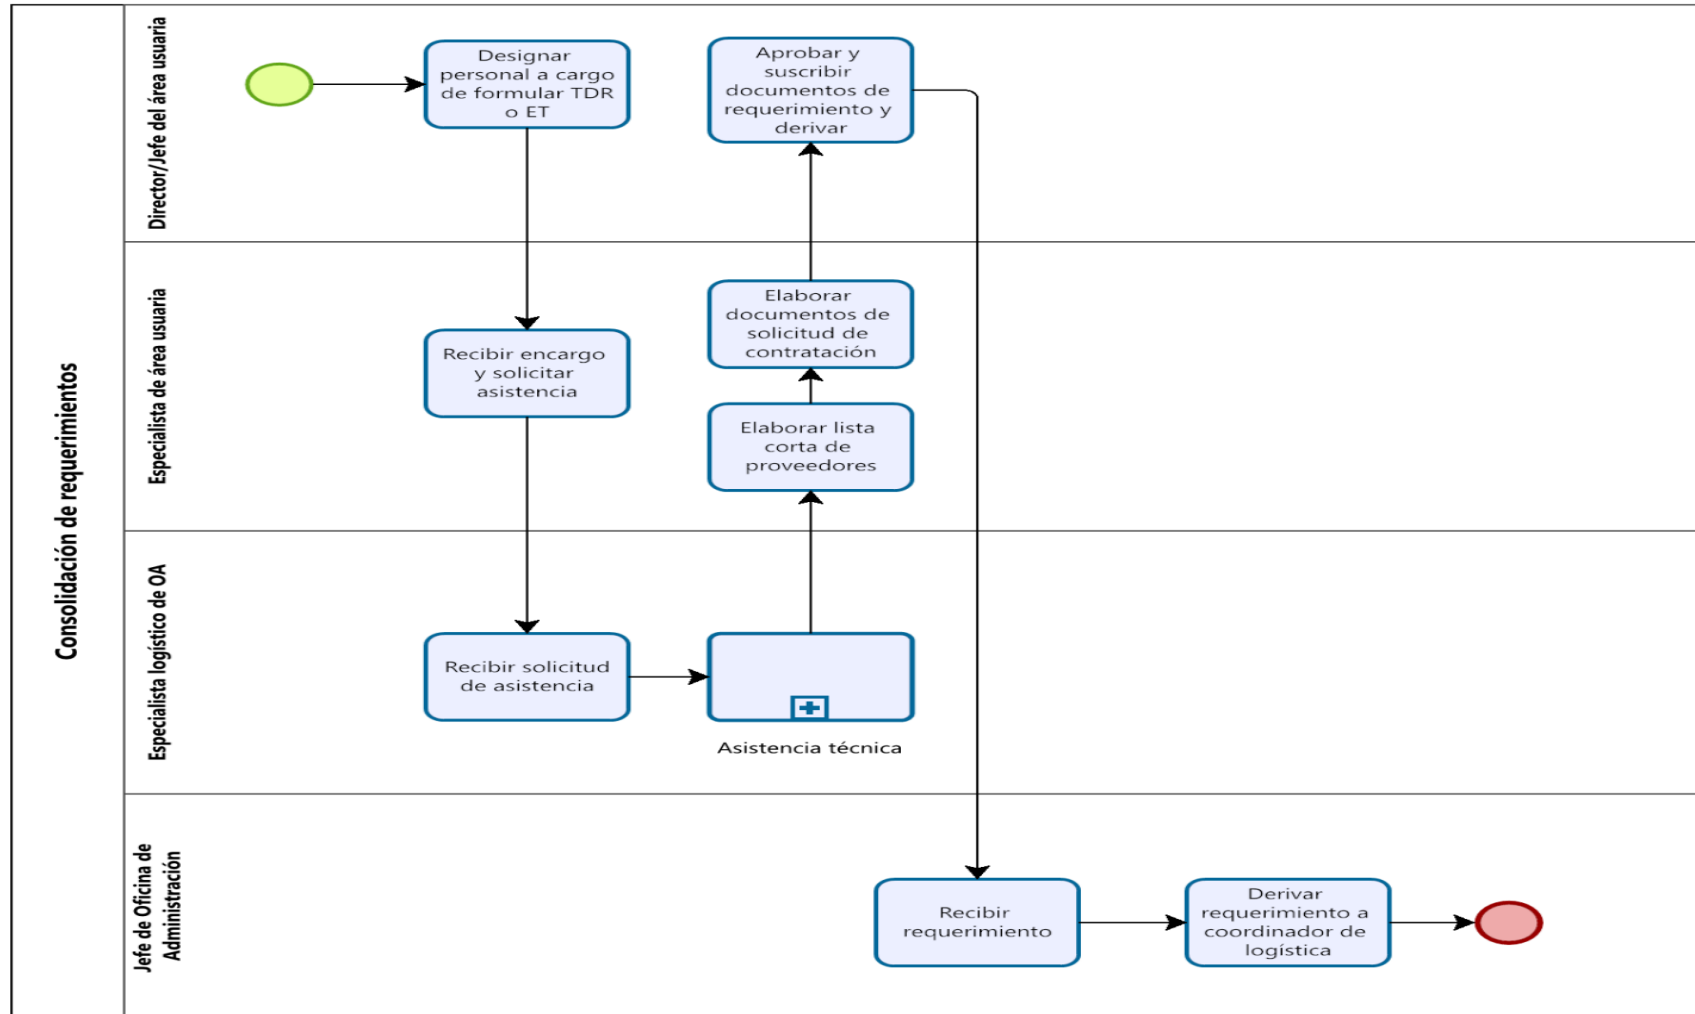 Consolidación de requerimientos
Director/Jefe del área usuaria
Designar
personal a cargo
de formular TDR
o ET
Aprobar y
suscribir
documentos de
requerimiento y
derivar
Especialista de área usuaria
Recibir encargo
y solicitar
asistencia
Elaborar
documentos de
solicitud de
contratación
Elaborar lista
corta de
proveedores
Especialista logístico de OA
Recibir solicitud
de asistencia
Asistencia técnica
Jefe de Oficina de
Administración
Recibir
requerimiento
Derivar
requerimiento a
coordinador de
logística